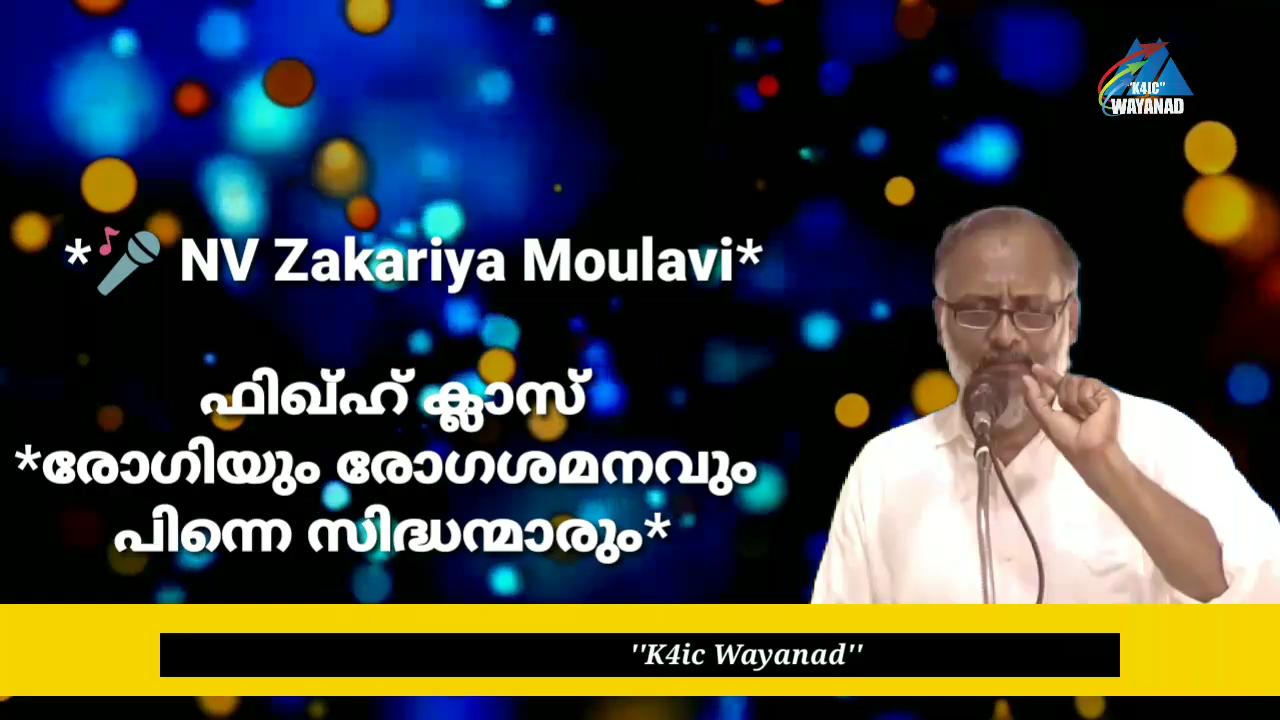 "K4IC"
WAYANAD
*🎤 NV Zakariya Moulavi*
ഫിഖ്ഹ് ക്ലാസ്
*രോഗിയും രോഗശമനവും
പിന്നെ സിദ്ധന്മാരും*
"K4ic Wayanad"